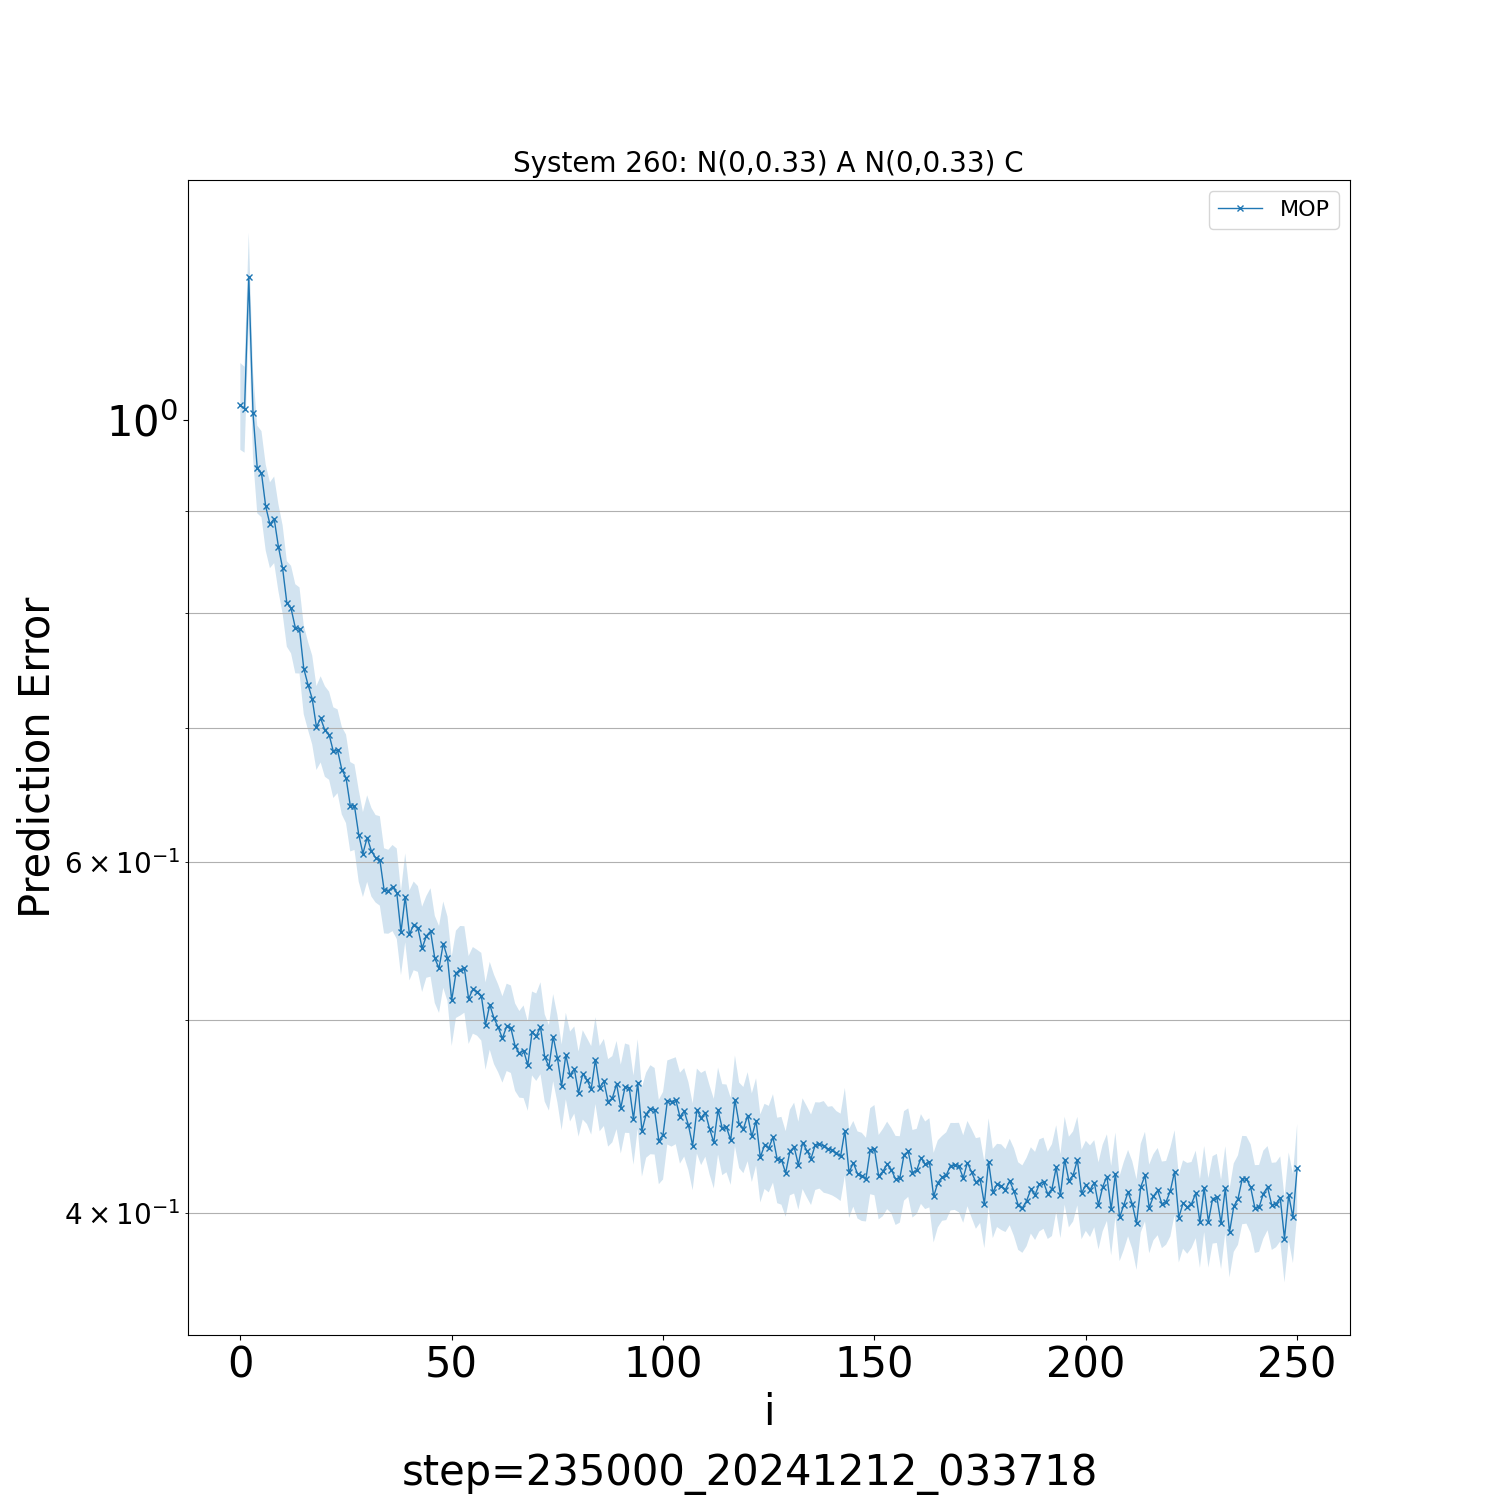 System 260: N(0,0.33) A N(0,0.33) C
MOP
Prediction Error
10⁰
6 × 10⁻¹
4 × 10⁻¹
0 50 100 150 200 250
i
step=235000_20241212_033718